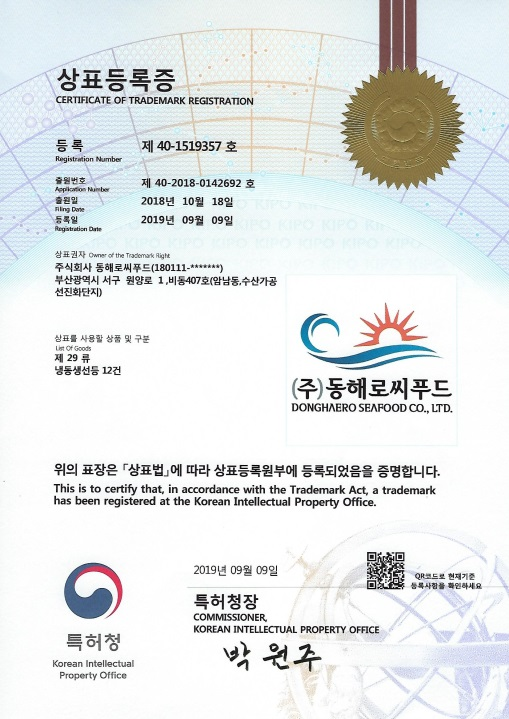 상표등록증
CERTIFICATE OF TRADEMARK REGISTRATION
등록 제 40-1519357 호
Registration Number
출원번호 제 40-2018-0142692 호
Application Number
출원일 2018년 10월 18일
Filing Date
등록일 2019년 09월 09일
Registration Date
KIPO KIPO KIPO KIPO
상표권자 Owner of the Trademark Right
주식회사 동해로씨푸드(180111-*******)
부산광역시 서구 원양로 1 ,비동407호(암남동,수산가공
선진화단지)
상표를 사용할 상품 및 구분
List Of Goods
제 29 류
냉동생선등 12건
(주)동해로씨푸드
DONGHAERO SEAFOOD CO., LTD.
위의 표장은 「상표법」에 따라 상표등록원부에 등록되었음을 증명합니다.
This is to certify that, in accordance with the Trademark Act, a trademark
has been registered at the Korean Intellectual Property Office.
2019년 09월 09일
QR코드로 현재기준
등록사항을 확인하세요
특허청
Korean Intellectual
Property Office
특허청장
COMMISSIONER,
KOREAN INTELLECTUAL PROPERTY OFFICE
박원주